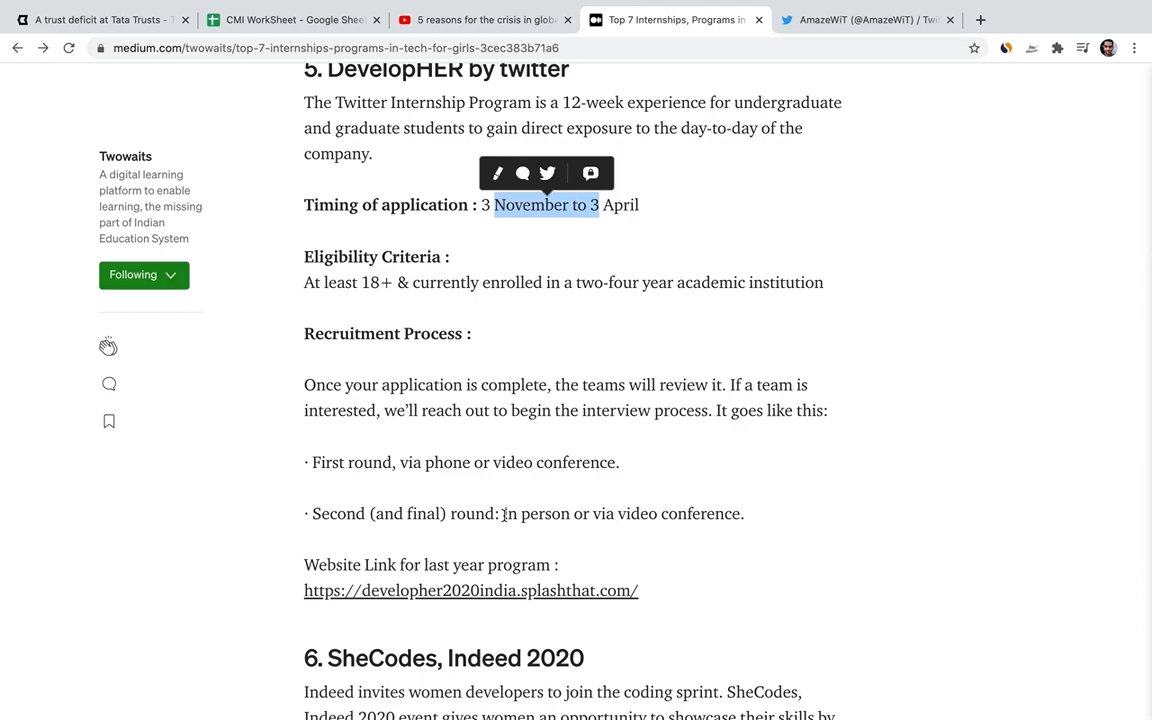 A trust deficit at Tata Trusts -
CMI WorkSheet - Google Shee
5 reasons for the crisis in glob
Top 7 Internships, Programs in
AmazeWiT (@AmazeWiT) / Twi
medium.com/twowaits/top-7-internships-programs-in-tech-for-girls-3cec383b71a6
5. DevelopHER by twitter
The Twitter Internship Program is a 12-week experience for undergraduate
and graduate students to gain direct exposure to the day-to-day of the
company.
Timing of application : 3 November to 3 April
Eligibility Criteria :
At least 18+ & currently enrolled in a two-four year academic institution
Recruitment Process :
Once your application is complete, the teams will review it. If a team is
interested, we’ll reach out to begin the interview process. It goes like this:
· First round, via phone or video conference.
· Second (and final) round: in person or via video conference.
Website Link for last year program :
https://developher2020india.splashthat.com/
6. SheCodes, Indeed 2020
Indeed invites women developers to join the coding sprint. SheCodes,
Indeed 2020 event gives women an opportunity to showcase their skills by
Twowaits
A digital learning
platform to enable
learning, the missing
part of Indian
Education System
Following